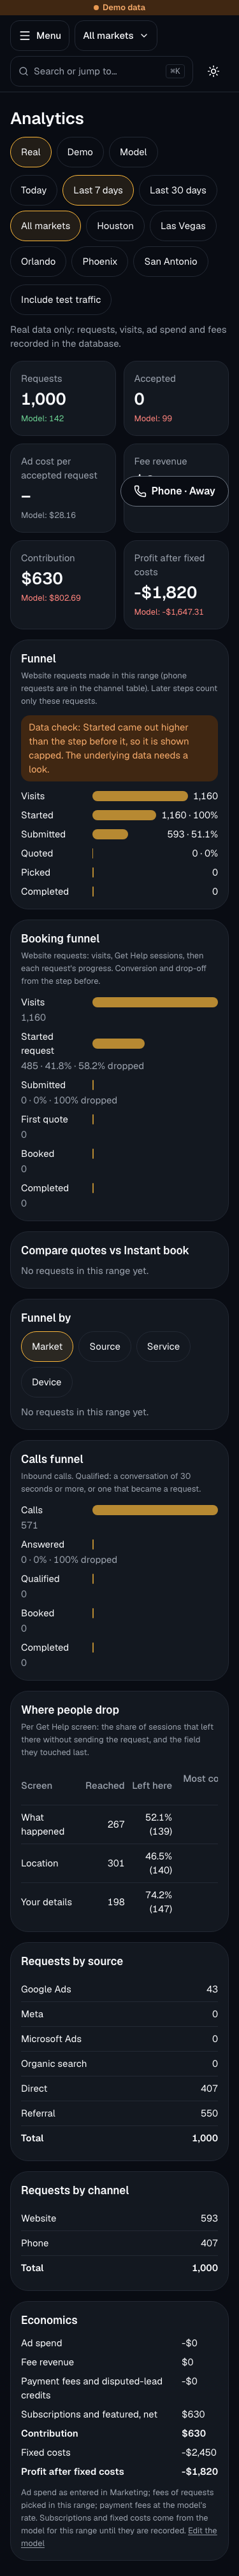 Demo data
Menu
All markets
Search or jump to...
⌘K
Analytics
Real
Demo
Model
Today
Last 7 days
Last 30 days
All markets
Houston
Las Vegas
Orlando
Phoenix
San Antonio
Include test traffic
Real data only: requests, visits, ad spend and fees
recorded in the database.
Requests
1,000
Model: 142
Accepted
0
Model: 99
Ad cost per
accepted request
–
Model: $28.16
Fee revenue
Phone · Away
Contribution
$630
Model: $802.69
Profit after fixed
costs
-$1,820
Model: -$1,647.31
Funnel
Website requests made in this range (phone
requests are in the channel table). Later steps count
only these requests.
Data check: Started came out higher
than the step before it, so it is shown
capped. The underlying data needs a
look.
Visits 1,160
Started 1,160 · 100%
Submitted 593 · 51.1%
Quoted 0 · 0%
Picked 0
Completed 0
Booking funnel
Website requests: visits, Get Help sessions, then
each request's progress. Conversion and drop-off
from the step before.
Visits
1,160
Started
request
485 · 41.8% · 58.2% dropped
Submitted
0 · 0% · 100% dropped
First quote
0
Booked
0
Completed
0
Compare quotes vs Instant book
No requests in this range yet.
Funnel by
Market
Source
Service
Device
No requests in this range yet.
Calls funnel
Inbound calls. Qualified: a conversation of 30
seconds or more, or one that became a request.
Calls
571
Answered
0 · 0% · 100% dropped
Qualified
0
Booked
0
Completed
0
Where people drop
Per Get Help screen: the share of sessions that left
there without sending the request, and the field
they touched last.
Screen Reached Left here Most co
What
happened 267 52.1%
(139)
Location 301 46.5%
(140)
Your details 198 74.2%
(147)
Requests by source
Google Ads 43
Meta 0
Microsoft Ads 0
Organic search 0
Direct 407
Referral 550
Total 1,000
Requests by channel
Website 593
Phone 407
Total 1,000
Economics
Ad spend -$0
Fee revenue $0
Payment fees and disputed-lead
credits -$0
Subscriptions and featured, net $630
Contribution $630
Fixed costs -$2,450
Profit after fixed costs -$1,820
Ad spend as entered in Marketing; fees of requests
picked in this range; payment fees at the model's
rate. Subscriptions and fixed costs come from the
model for this range until they are recorded. Edit the
model